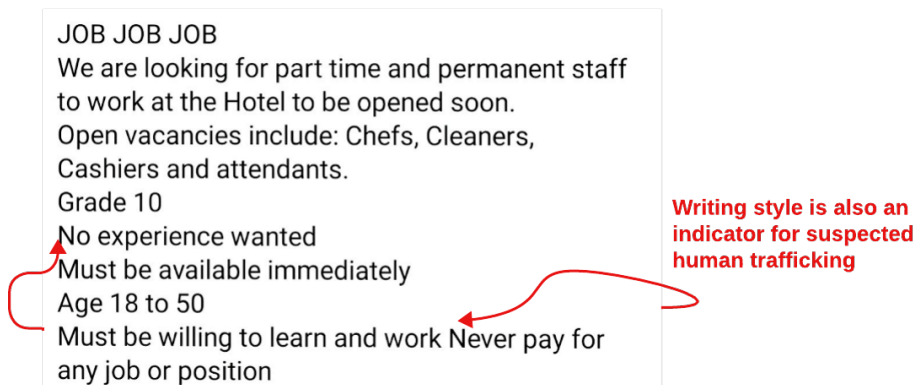 JOB JOB JOB
We are looking for part time and permanent staff
to work at the Hotel to be opened soon.
Open vacancies include: Chefs, Cleaners,
Cashiers and attendants.
Grade 10
No experience wanted
Must be available immediately
Age 18 to 50
Must be willing to learn and work Never pay for
any job or position
Writing style is also an
indicator for suspected
human trafficking